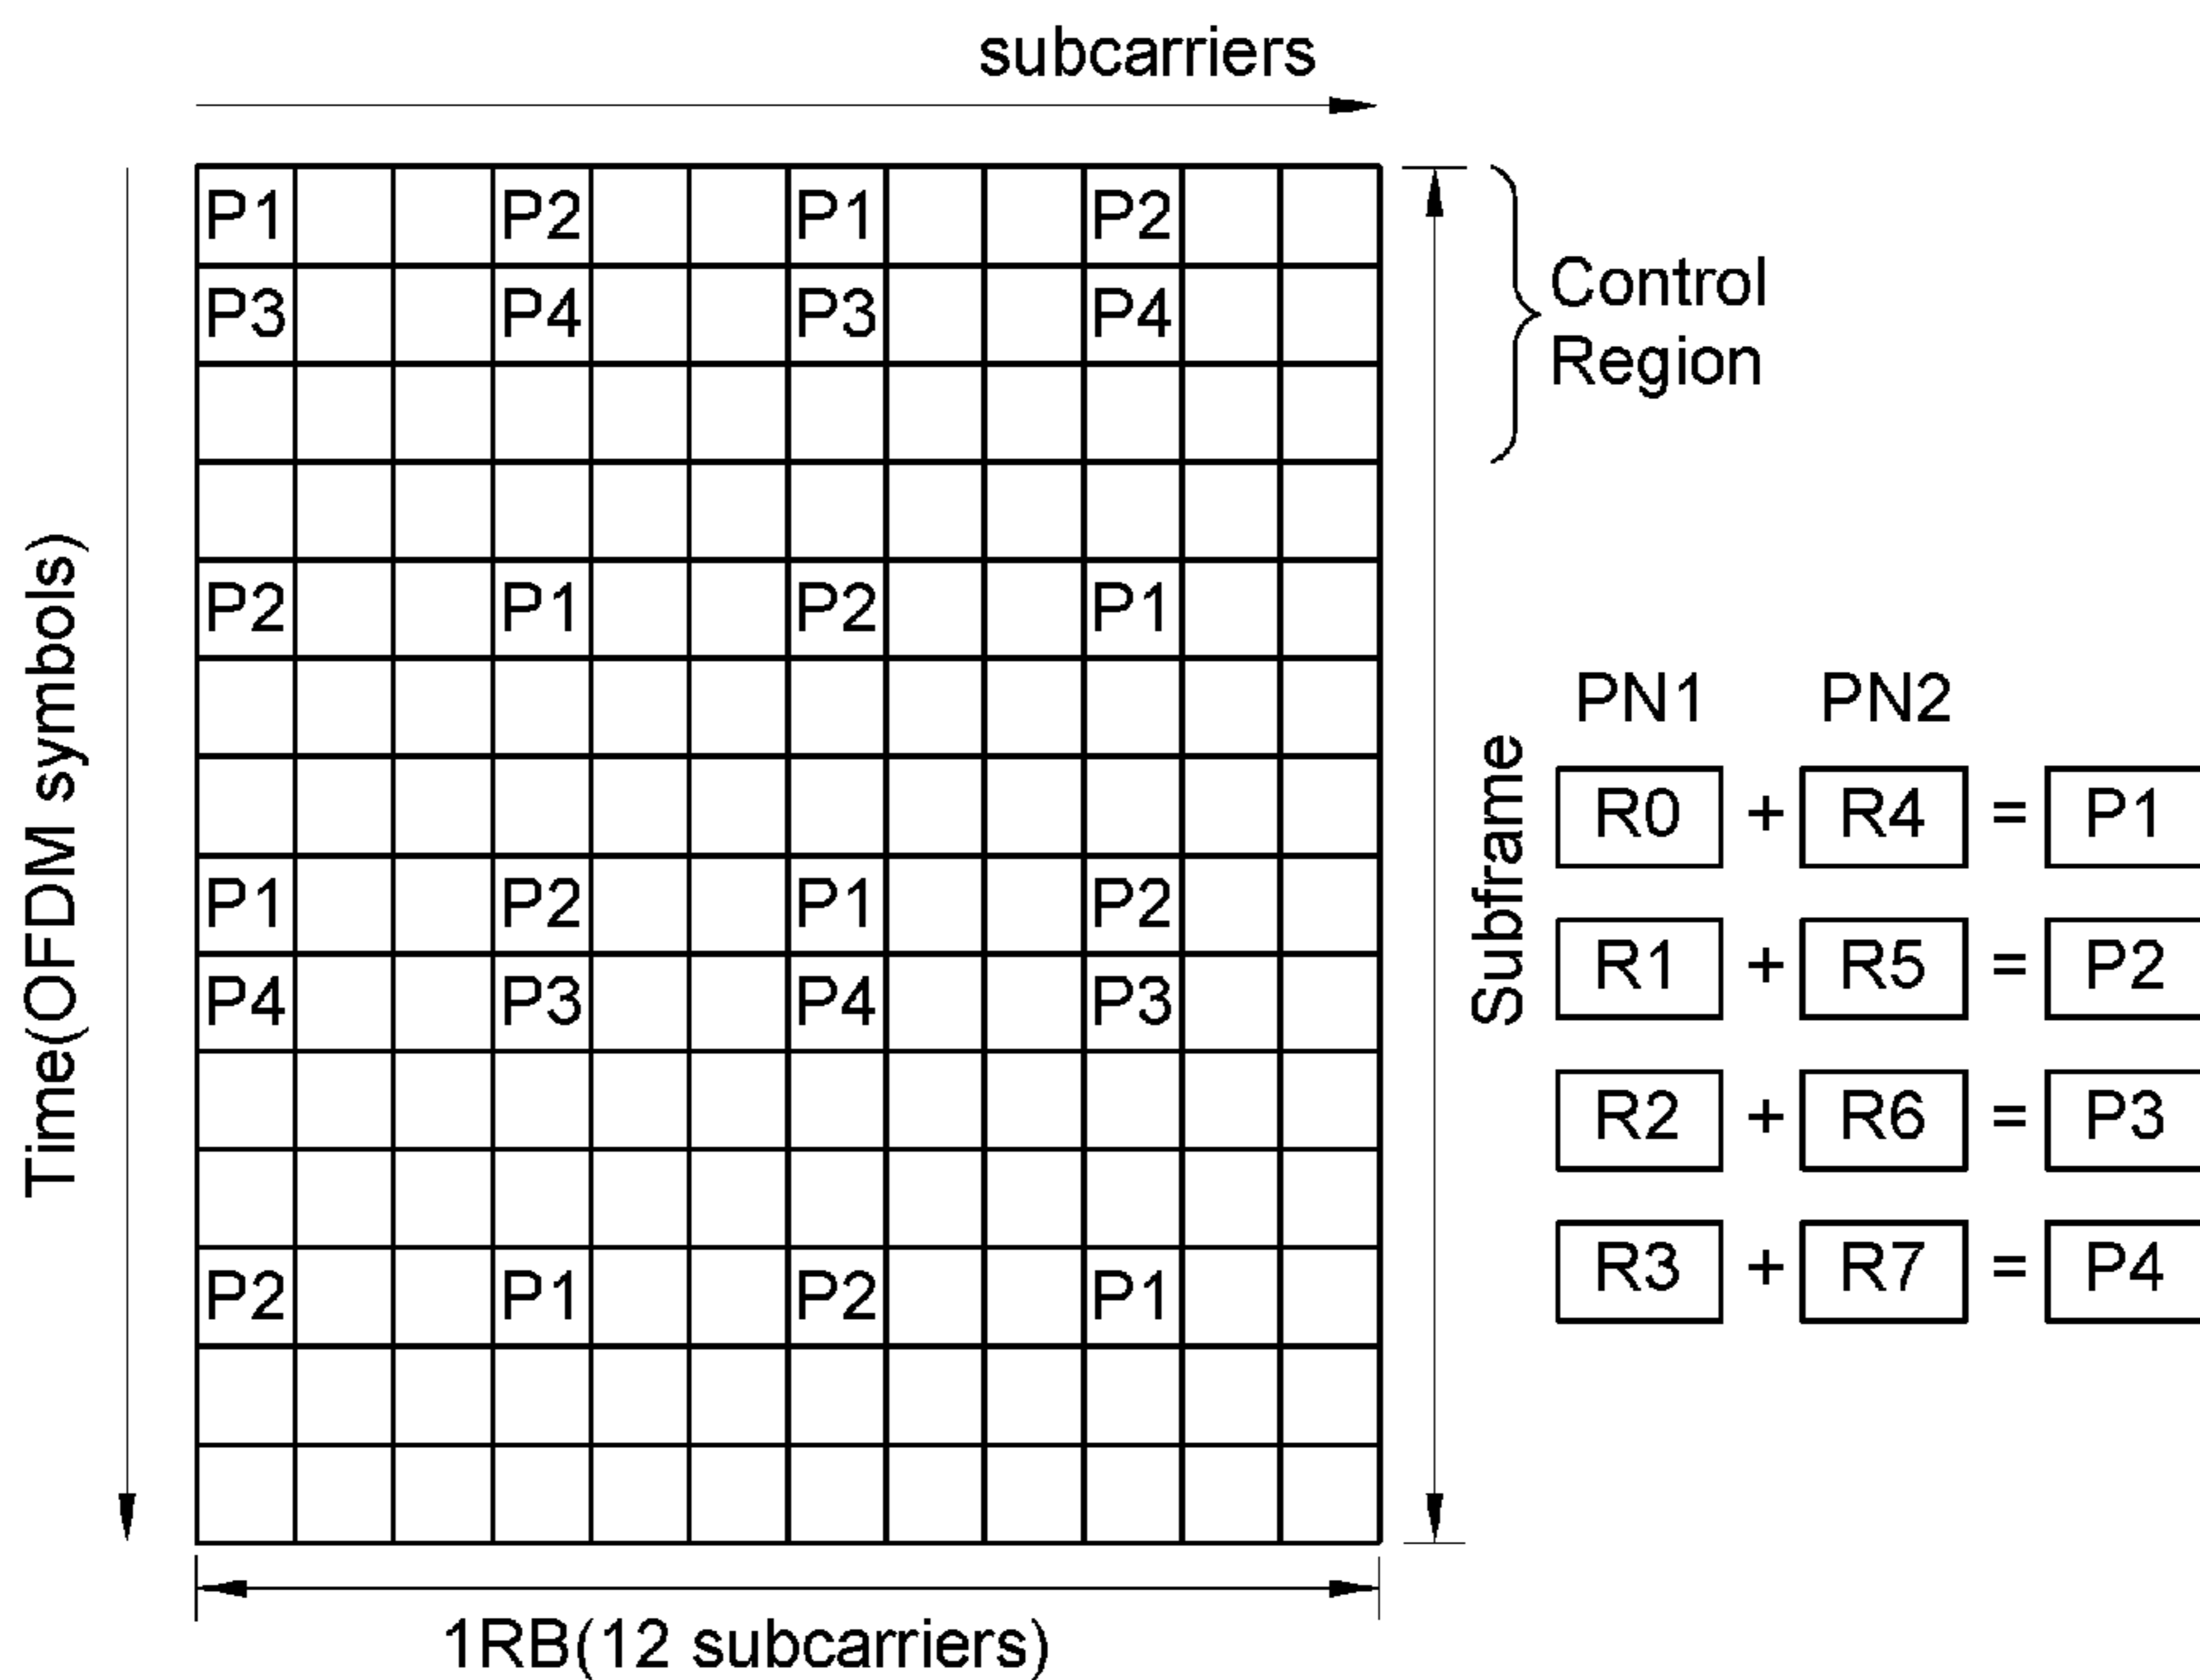 subcarriers
P1 P2 P1 P2
P3 P4 P3 P4
Control
Region
P2 P1 P2 P1
P1 P2 P1 P2
P4 P3 P4 P3
P2 P1 P2 P1
Time(OFDM symbols)
Subframe
PN1 PN2
R0 + R4 = P1
R1 + R5 = P2
R2 + R6 = P3
R3 + R7 = P4
1RB(12 subcarriers)